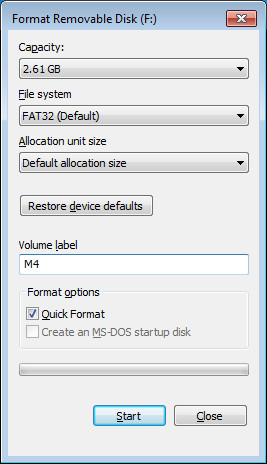 Format Removable Disk (F:)
Capacity:
2.61 GB
File system
FAT32 (Default)
Allocation unit size
Default allocation size
Restore device defaults
Volume label
M4
Format options
Quick Format
Create an MS-DOS startup disk
Start
Close